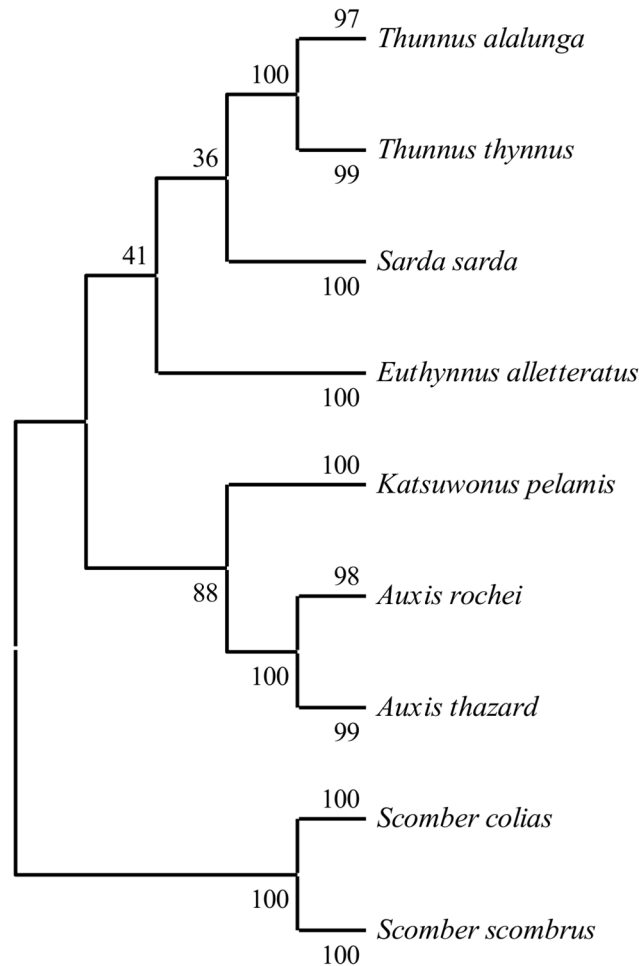 97
Thunnus alalunga
100
Thunnus thynnus
99
36
Sarda sarda
100
41
Euthynnus alletteratus
100
100
Katsuwonus pelamis
98
Auxis rochei
88
100
Auxis thazard
99
100
Scomber colias
100
Scomber scombrus
100